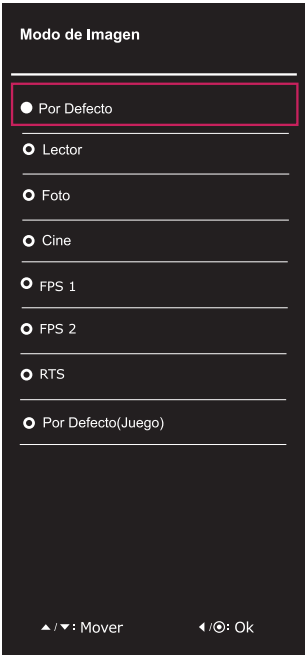 Modo de Imagen
Por Defecto
Lector
Foto
Cine
FPS 1
FPS 2
RTS
Por Defecto(Juego)
▲/▼: Mover ◀/⦿: Ok